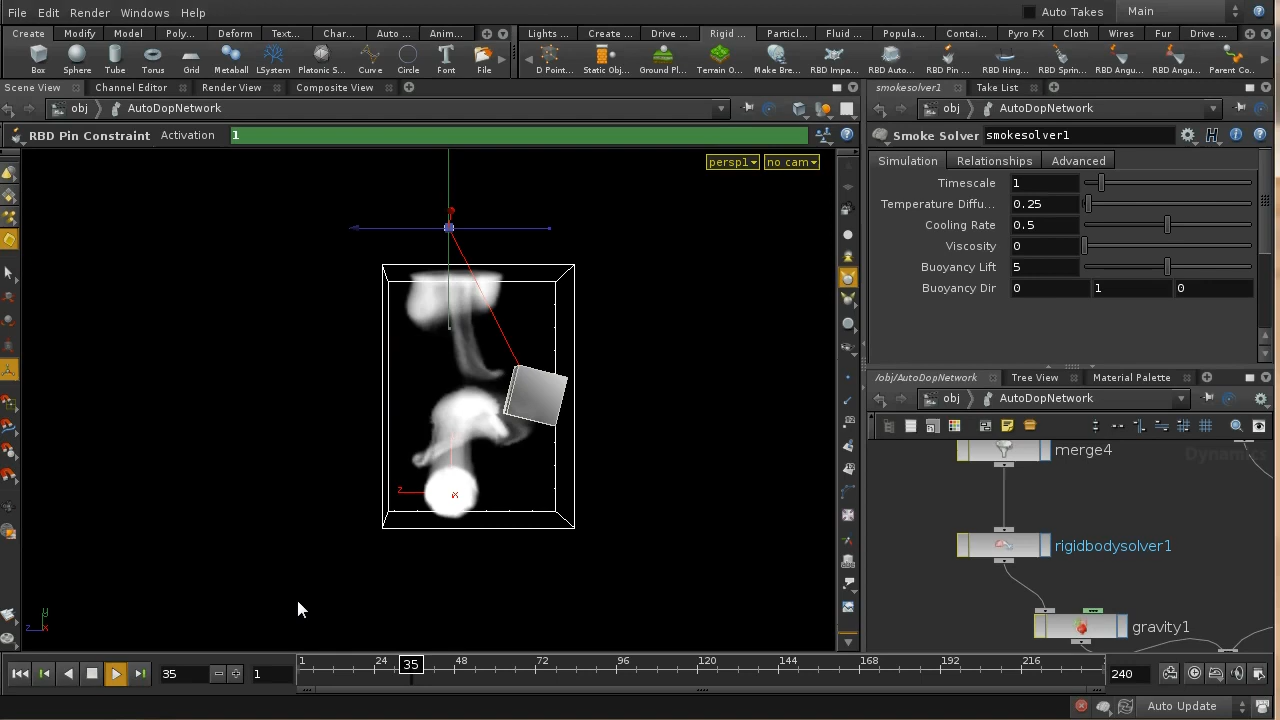 File Edit Render Windows Help
Auto Takes Main
Create Modify Model Poly... Deform Text... Char... Auto ... Anim...
Lights ... Create ... Drive ... Rigid ... Particl... Fluid ... Popula... Contai... Pyro FX Cloth Wires Fur Drive ...
Box Sphere Tube Torus Grid Metaball LSystem Platonic S... Curve Circle Font File
D Point... Static Obj... Ground Pl... Terrain O... Make Bre... RBD Impa... RBD Auto... RBD Pin ... RBD Hing... RBD Sprin... RBD Angu... RBD Angu... Parent Co...
Scene View Channel Editor Render View Composite View
smokesolver1 Take List
obj AutoDopNetwork
obj AutoDopNetwork
RBD Pin Constraint Activation 1
Smoke Solver smokesolver1
persp1 no cam
Simulation Relationships Advanced
Timescale 1
Temperature Diffu... 0.25
Cooling Rate 0.5
Viscosity 0
Buoyancy Lift 5
Buoyancy Dir 0 1 0
/obj/AutoDopNetwork Tree View Material Palette
obj AutoDopNetwork
merge4
Dynamics
rigidbodysolver1
gravity1
z x
y
z x
35 1 1 24 35 48 72 96 120 144 168 192 216 240
Auto Update